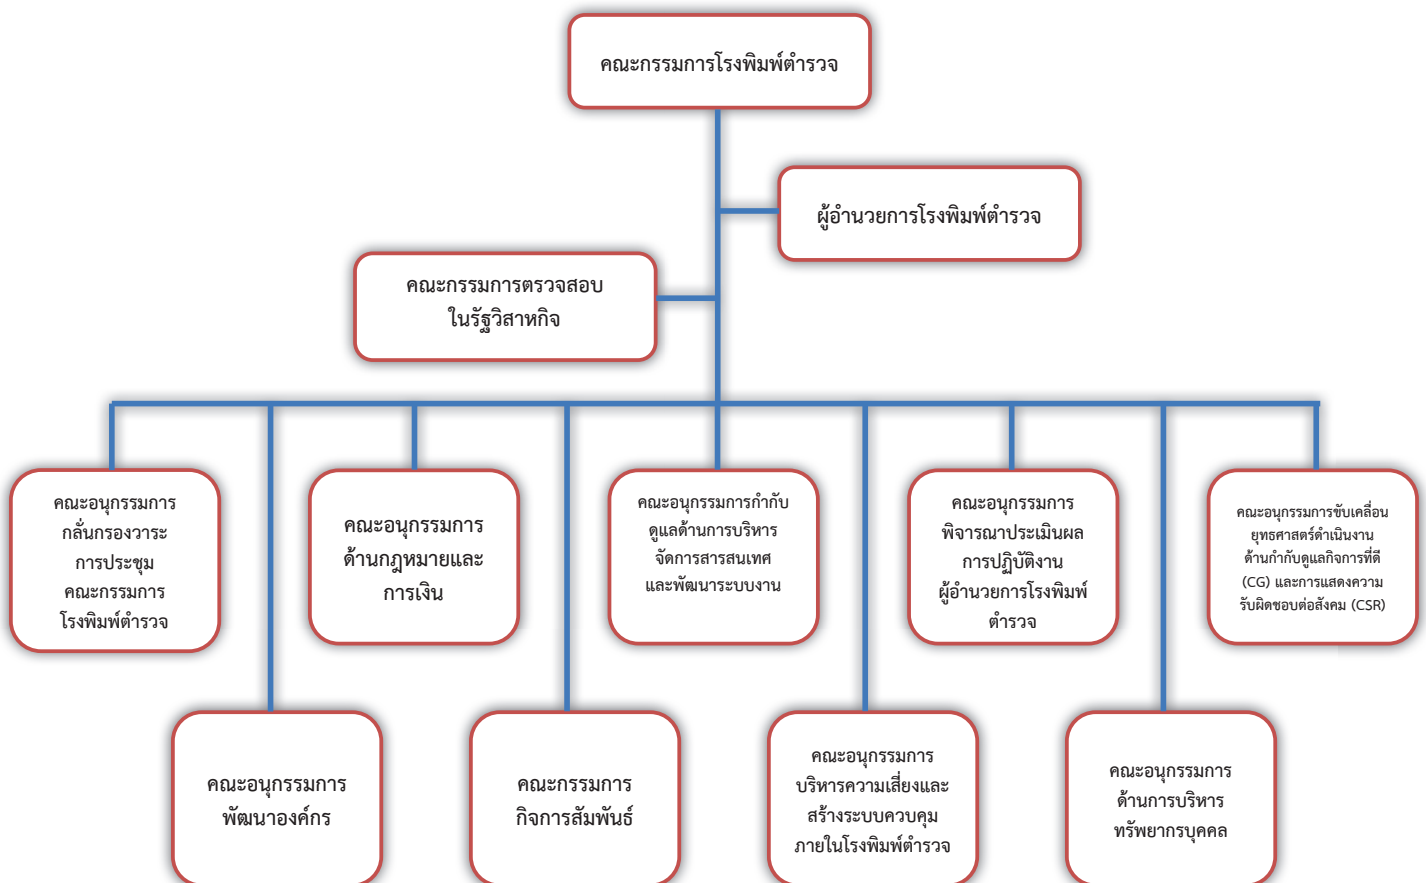 คณะกรรมการโรงพิมพ์ตำรวจ
ผู้อำนวยการโรงพิมพ์ตำรวจ
คณะกรรมการตรวจสอบ
ในรัฐวิสาหกิจ
คณะอนุกรรมการ
กลั่นกรองวาระ
การประชุม
คณะกรรมการ
โรงพิมพ์ตำรวจ
คณะอนุกรรมการ
ด้านกฎหมายและ
การเงิน
คณะอนุกรรมการกำกับ
ดูแลด้านการบริหาร
จัดการสารสนเทศ
และพัฒนาระบบงาน
คณะอนุกรรมการ
พิจารณาประเมินผล
การปฏิบัติงาน
ผู้อำนวยการโรงพิมพ์
ตำรวจ
คณะอนุกรรมการขับเคลื่อน
ยุทธศาสตร์ดำเนินงาน
ด้านกำกับดูแลกิจการที่ดี
(CG) และการแสดงความ
รับผิดชอบต่อสังคม (CSR)
คณะอนุกรรมการ
พัฒนาองค์กร
คณะกรรมการ
กิจการสัมพันธ์
คณะอนุกรรมการ
บริหารความเสี่ยงและ
สร้างระบบควบคุม
ภายในโรงพิมพ์ตำรวจ
คณะอนุกรรมการ
ด้านการบริหาร
ทรัพยากรบุคคล